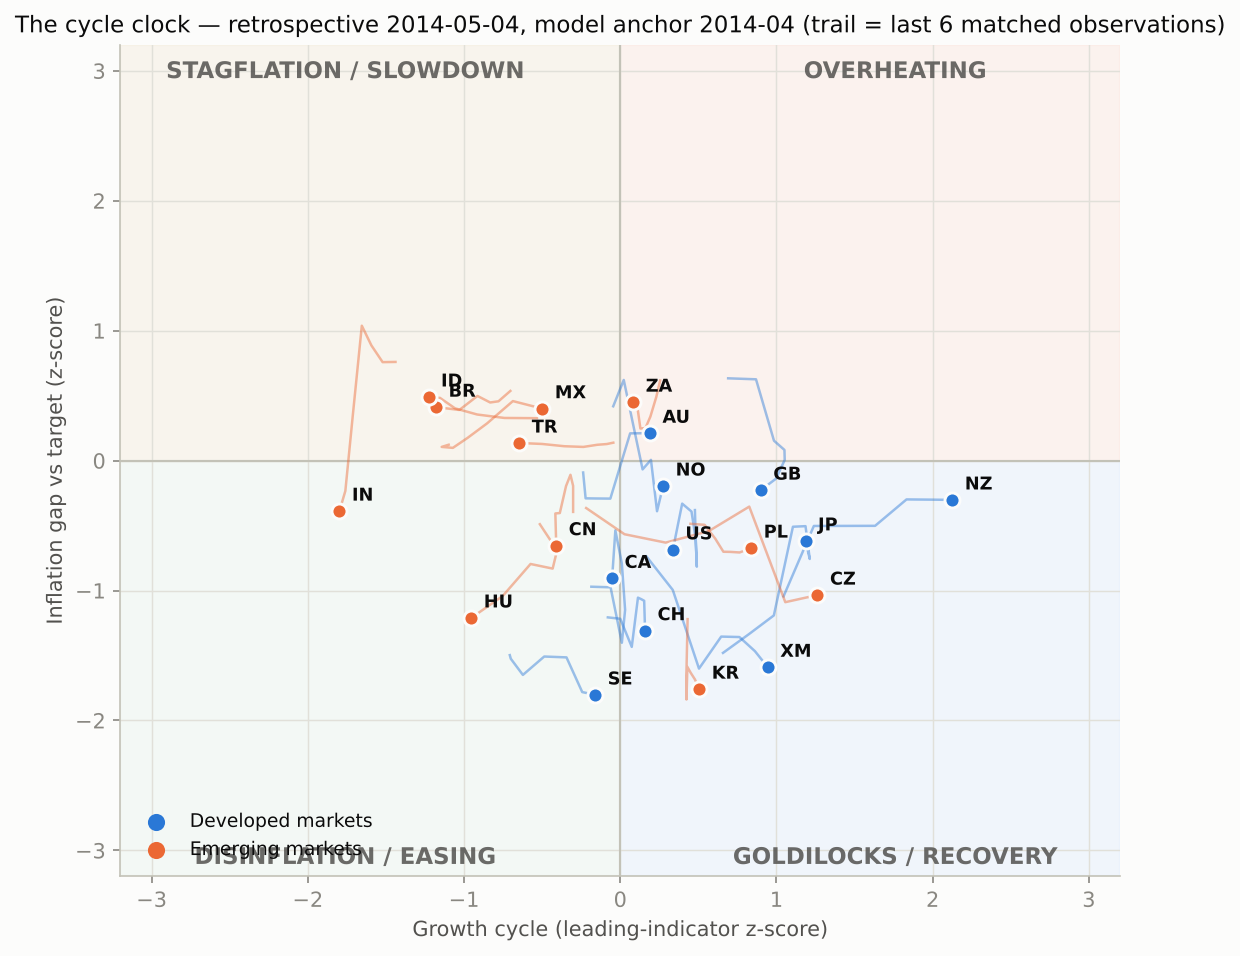 The cycle clock — retrospective 2014-05-04, model anchor 2014-04 (trail = last 6 matched observations)
STAGFLATION / SLOWDOWN
OVERHEATING
3
2
1
0
−1
−2
−3
Inflation gap vs target (z-score)
ID
BR
MX
ZA
AU
TR
IN
NO
GB
NZ
CN
US
PL
JP
CA
CZ
HU
CH
XM
SE
KR
Developed markets
Emerging markets
DISINFLATION / EASING
GOLDILOCKS / RECOVERY
−3
−2
−1
0
1
2
3
Growth cycle (leading-indicator z-score)